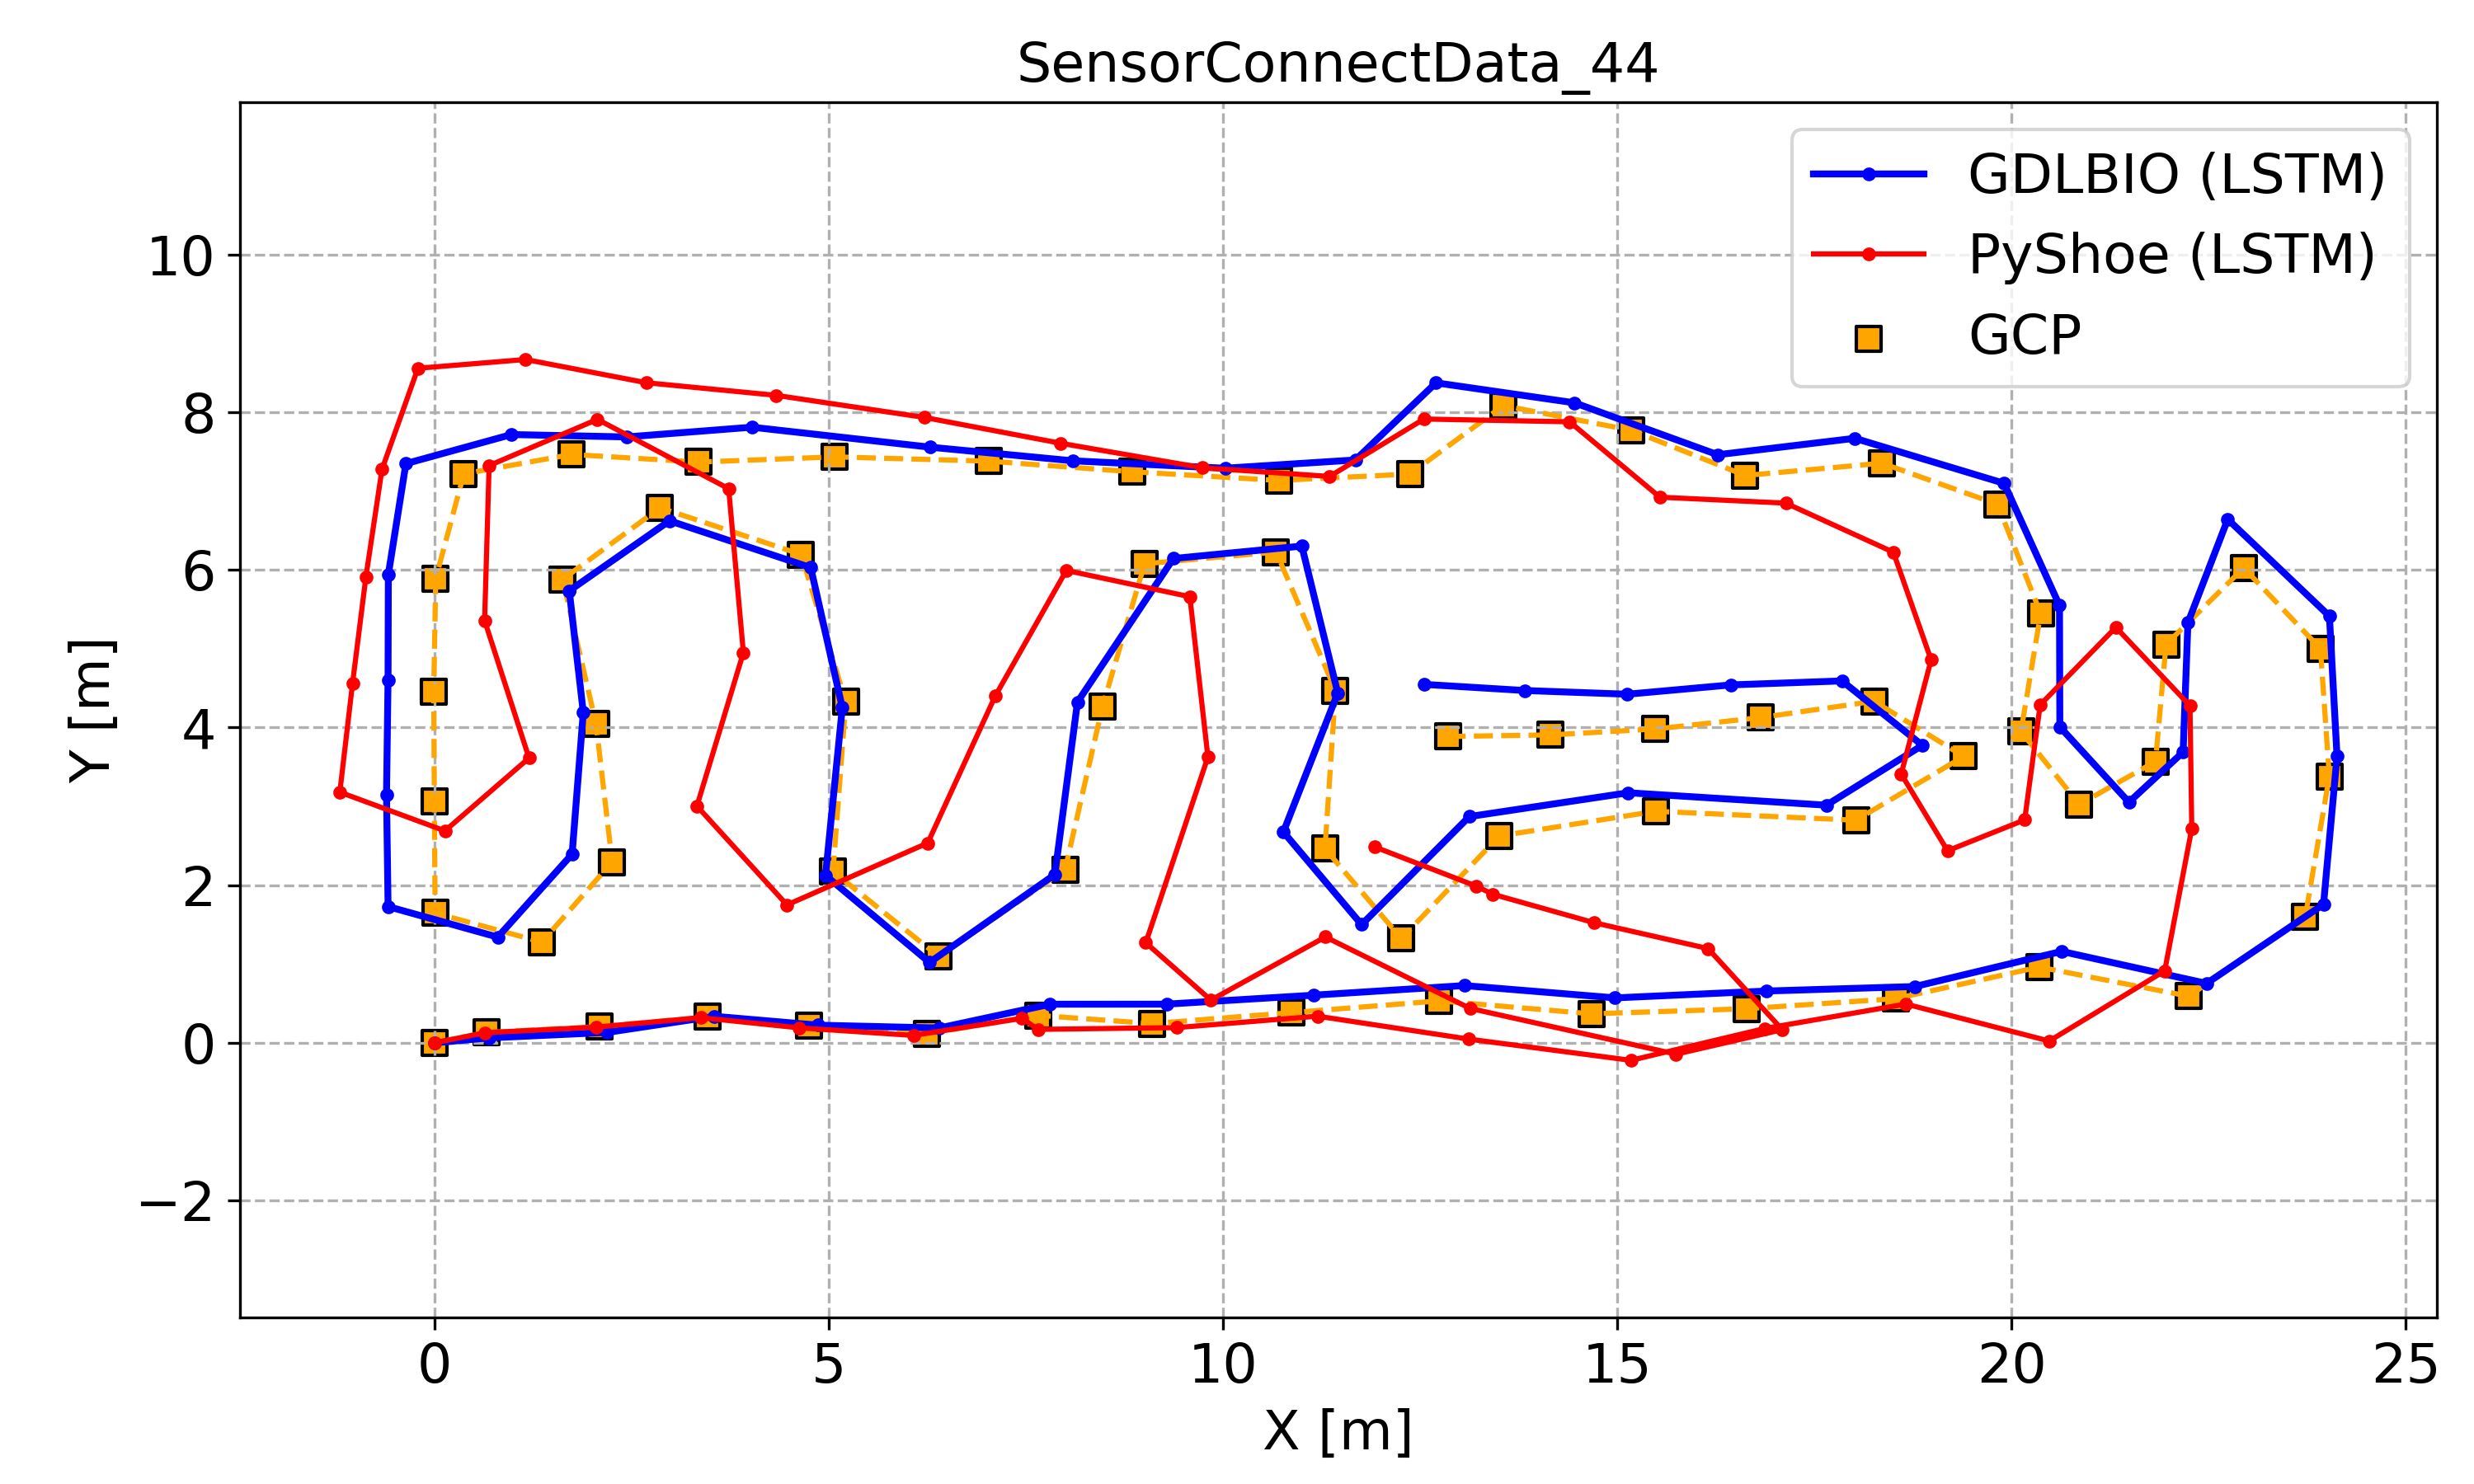 SensorConnectData_44
GDLBIO (LSTM)
PyShoe (LSTM)
GCP
10
8
6
4
2
0
−2
Y [m]
0 5 10 15 20 25
X [m]